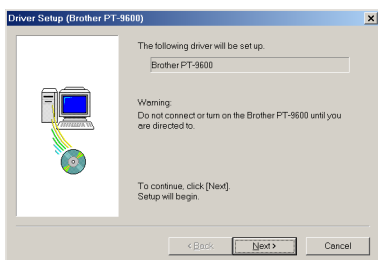 Driver Setup (Brother PT-9600)
The following driver will be set up.
Brother PT-9600
Warning:
Do not connect or turn on the Brother PT-9600 until you
are directed to.
To continue, click [Next].
Setup will begin.
< Back
Next >
Cancel